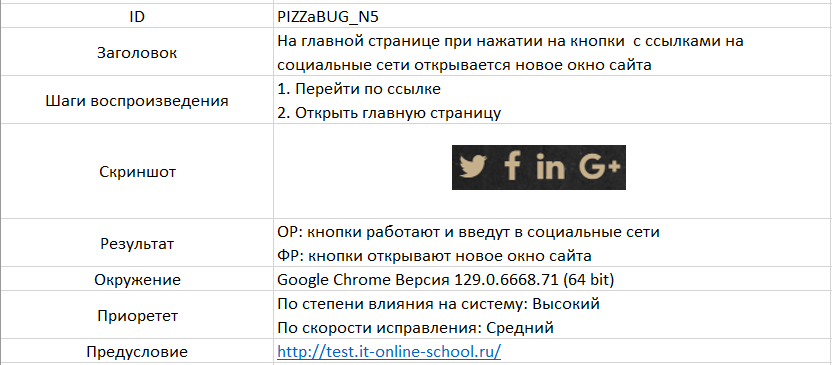 ID PIZZaBUG_N5
Заголовок На главной странице при нажатии на кнопки с ссылками на
социальные сети открывается новое окно сайта
Шаги воспроизведения 1. Перейти по ссылке
2. Открыть главную страницу
Скриншот f in G+
Результат ОР: кнопки работают и введут в социальные сети
ФР: кнопки открывают новое окно сайта
Окружение Google Chrome Версия 129.0.6668.71 (64 bit)
Приоретет По степени влияния на систему: Высокий
По скорости исправления: Средний
Предусловие http://test.it-online-school.ru/